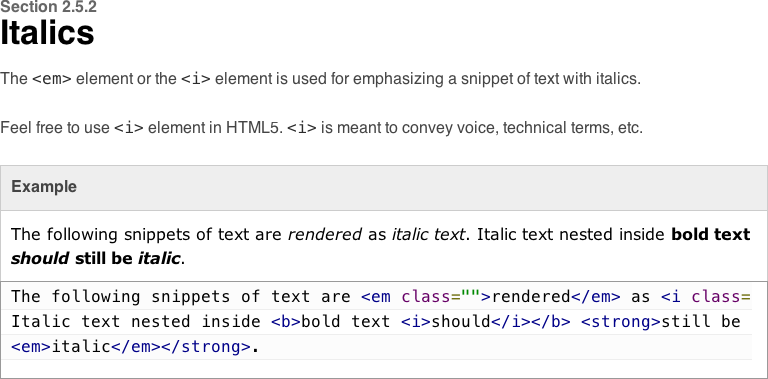 Section 2.5.2
Italics
The <em> element or the <i> element is used for emphasizing a snippet of text with italics.
Feel free to use <i> element in HTML5. <i> is meant to convey voice, technical terms, etc.
Example
The following snippets of text are rendered as italic text. Italic text nested inside bold text
should still be italic.
The following snippets of text are <em class="">rendered</em> as <i class=
Italic text nested inside <b>bold text <i>should</i></b> <strong>still be
<em>italic</em></strong>.